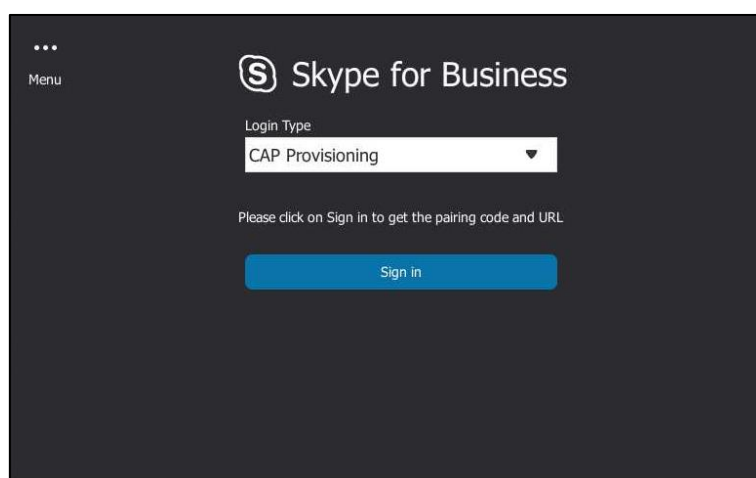 Menu
Skype for Business
Login Type
CAP Provisioning
Please click on Sign in to get the pairing code and URL
Sign in